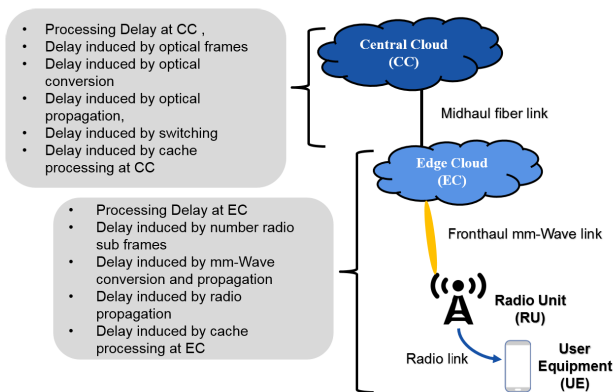 • Processing Delay at CC ,
• Delay induced by optical frames
• Delay induced by optical
conversion
• Delay induced by optical
propagation,
• Delay induced by switching
• Delay induced by cache
processing at CC
Central Cloud
(CC)
Midhaul fiber link
Edge Cloud
(EC)
• Processing Delay at EC
• Delay induced by number radio
sub frames
• Delay induced by mm-Wave
conversion and propagation
• Delay induced by radio
propagation
• Delay induced by cache
processing at EC
Fronthaul mm-Wave link
Radio Unit
(RU)
Radio link
User
Equipment
(UE)